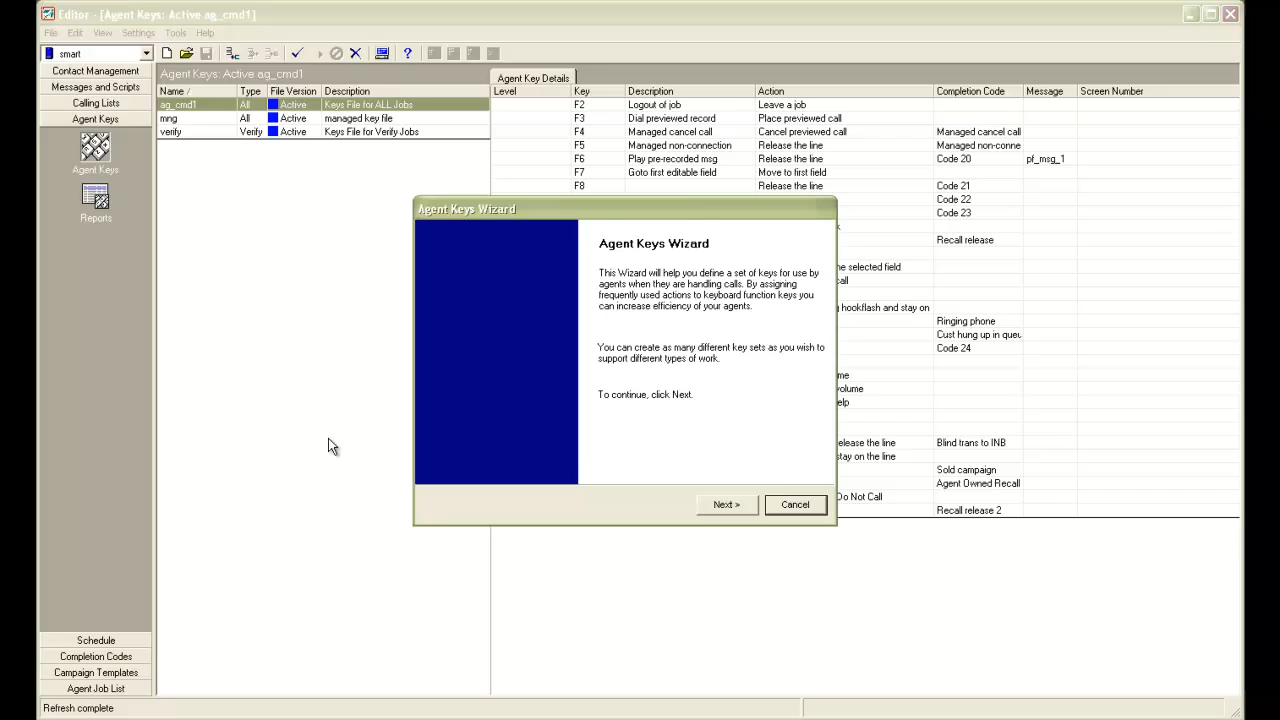 Editor - [Agent Keys: Active ag_cmd1]
File Edit View Settings Tools Help
smart
Contact Management
Messages and Scripts
Calling Lists
Agent Keys
Agent Keys
Reports
Schedule
Completion Codes
Campaign Templates
Agent Job List
Agent Keys: Active ag_cmd1
Name Type File Version Description
ag_cmd1 All Active Keys File for ALL Jobs
mng All Active managed key file
verify Verify Active Keys File for Verify Jobs
Agent Key Details
Level Key Description Action Completion Code Message Screen Number
F2 Logout of job Leave a job
F3 Dial previewed record Place previewed call
F4 Managed cancel call Cancel previewed call Managed cancel call
F5 Managed non-connection Release the line Managed non-conne
F6 Play pre-recorded msg Release the line Code 20 pf_msg_1
F7 Goto first editable field Move to first field
F8 Release the line Code 21
Code 22
Code 23
Recall release
he selected field
all
hookflash and stay on
Ringing phone
Cust hung up in queu
Code 24
me
volume
elp
elease the line Blind trans to INB
stay on the line
Sold campaign
Agent Owned Recall
Do Not Call
Recall release 2
Agent Keys Wizard
Agent Keys Wizard
This Wizard will help you define a set of keys for use by
agents when they are handling calls. By assigning
frequently used actions to keyboard function keys you
can increase efficiency of your agents.
You can create as many different key sets as you wish to
support different types of work.
To continue, click Next.
Next > Cancel
Refresh complete